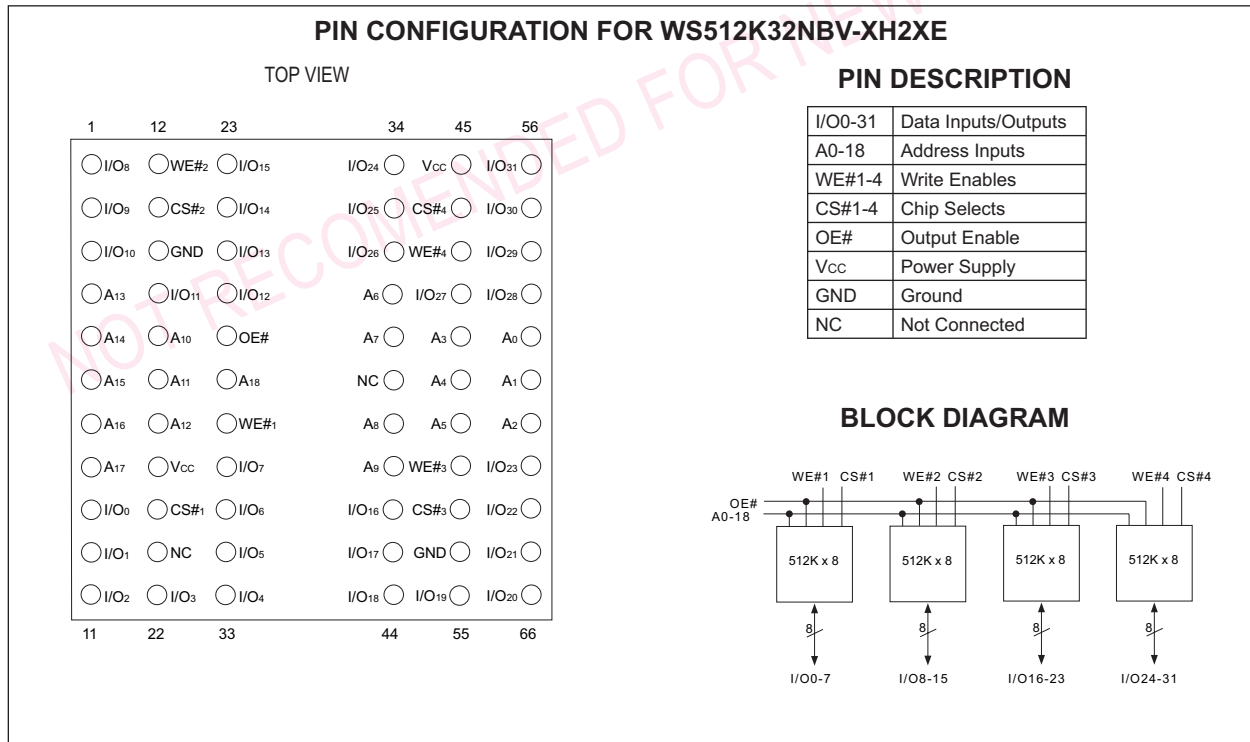 PIN CONFIGURATION FOR WS512K32NBV-XH2XE
TOP VIEW
1 12 23 34 45 56
I/O8 WE#2 I/O15 I/O24 VCC I/O31
I/O9 CS#2 I/O14 I/O25 CS#4 I/O30
I/O10 GND I/O13 I/O26 WE#4 I/O29
A13 I/O11 I/O12 A6 I/O27 I/O28
A14 A10 OE# A7 A3 A0
A15 A11 A18 NC A4 A1
A16 A12 WE#1 A8 A5 A2
A17 VCC I/O7 A9 WE#3 I/O23
I/O0 CS#1 I/O6 I/O16 CS#3 I/O22
I/O1 NC I/O5 I/O17 GND I/O21
I/O2 I/O3 I/O4 I/O18 I/O19 I/O20
11 22 33 44 55 66
PIN DESCRIPTION
I/O0-31 Data Inputs/Outputs
A0-18 Address Inputs
WE#1-4 Write Enables
CS#1-4 Chip Selects
OE# Output Enable
VCC Power Supply
GND Ground
NC Not Connected
BLOCK DIAGRAM
WE#1 CS#1 WE#2 CS#2 WE#3 CS#3 WE#4 CS#4
OE#
A0-18
512K x 8 512K x 8 512K x 8 512K x 8
8 8 8 8
I/O0-7 I/O8-15 I/O16-23 I/O24-31
NOT RECOMENDED FOR NEW